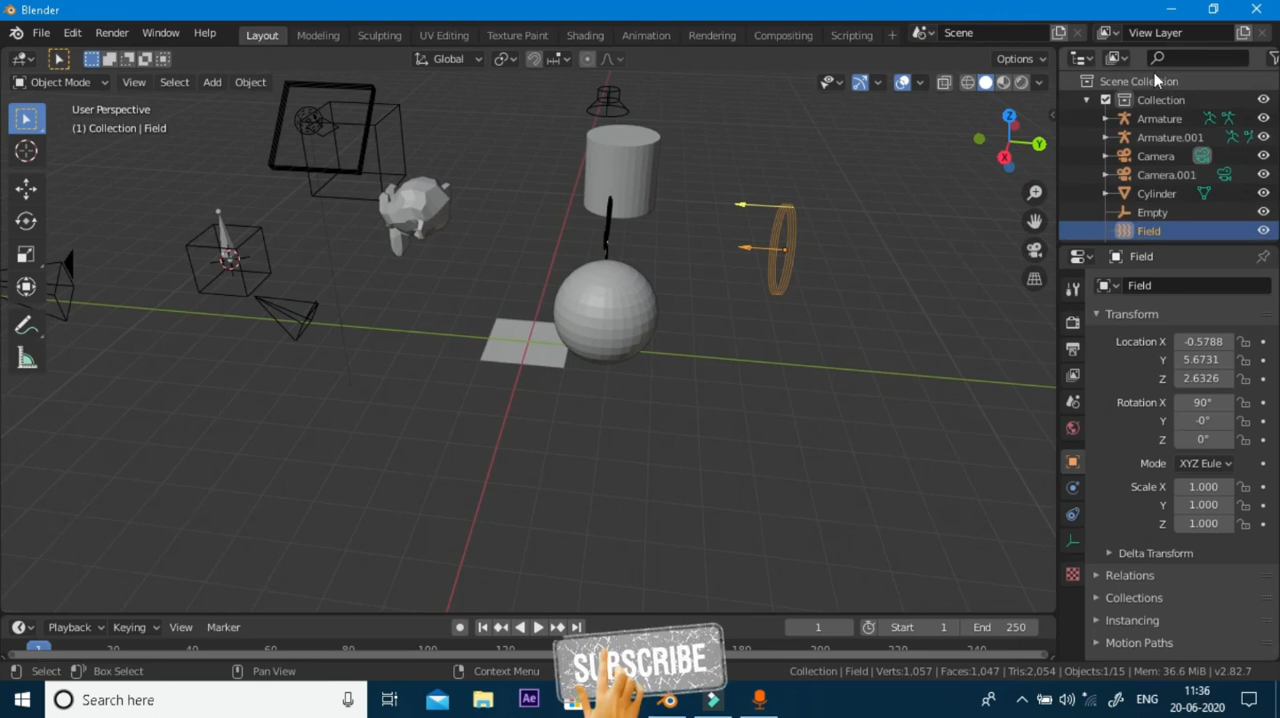 Blender
File Edit Render Window Help
Layout Modeling Sculpting UV Editing Texture Paint Shading Animation Rendering Compositing Scripting +
Scene
View Layer
Global
Options
Object Mode View Select Add Object
User Perspective
(1) Collection | Field
Z
Y
X
Scene Collection
Collection
Armature
Armature.001
Camera
Camera.001
Cylinder
Empty
Field
Field
Field
Transform
Location X -0.5788
Y 5.6731
Z 2.6326
Rotation X 90°
Y -0°
Z 0°
Mode XYZ Eule
Scale X 1.000
Y 1.000
Z 1.000
Delta Transform
Relations
Collections
Instancing
Motion Paths
Playback Keying View Marker
1 Start 1 End 250
1
SUBSCRIBE
Select Box Select Pan View Context Menu
Collection | Field | Verts:1,057 | Faces:1,047 | Tris:2,054 | Objects:1/15 | Mem: 36.6 MiB | v2.82.7
Search here
Ae
ENG
11:36
20-06-2020